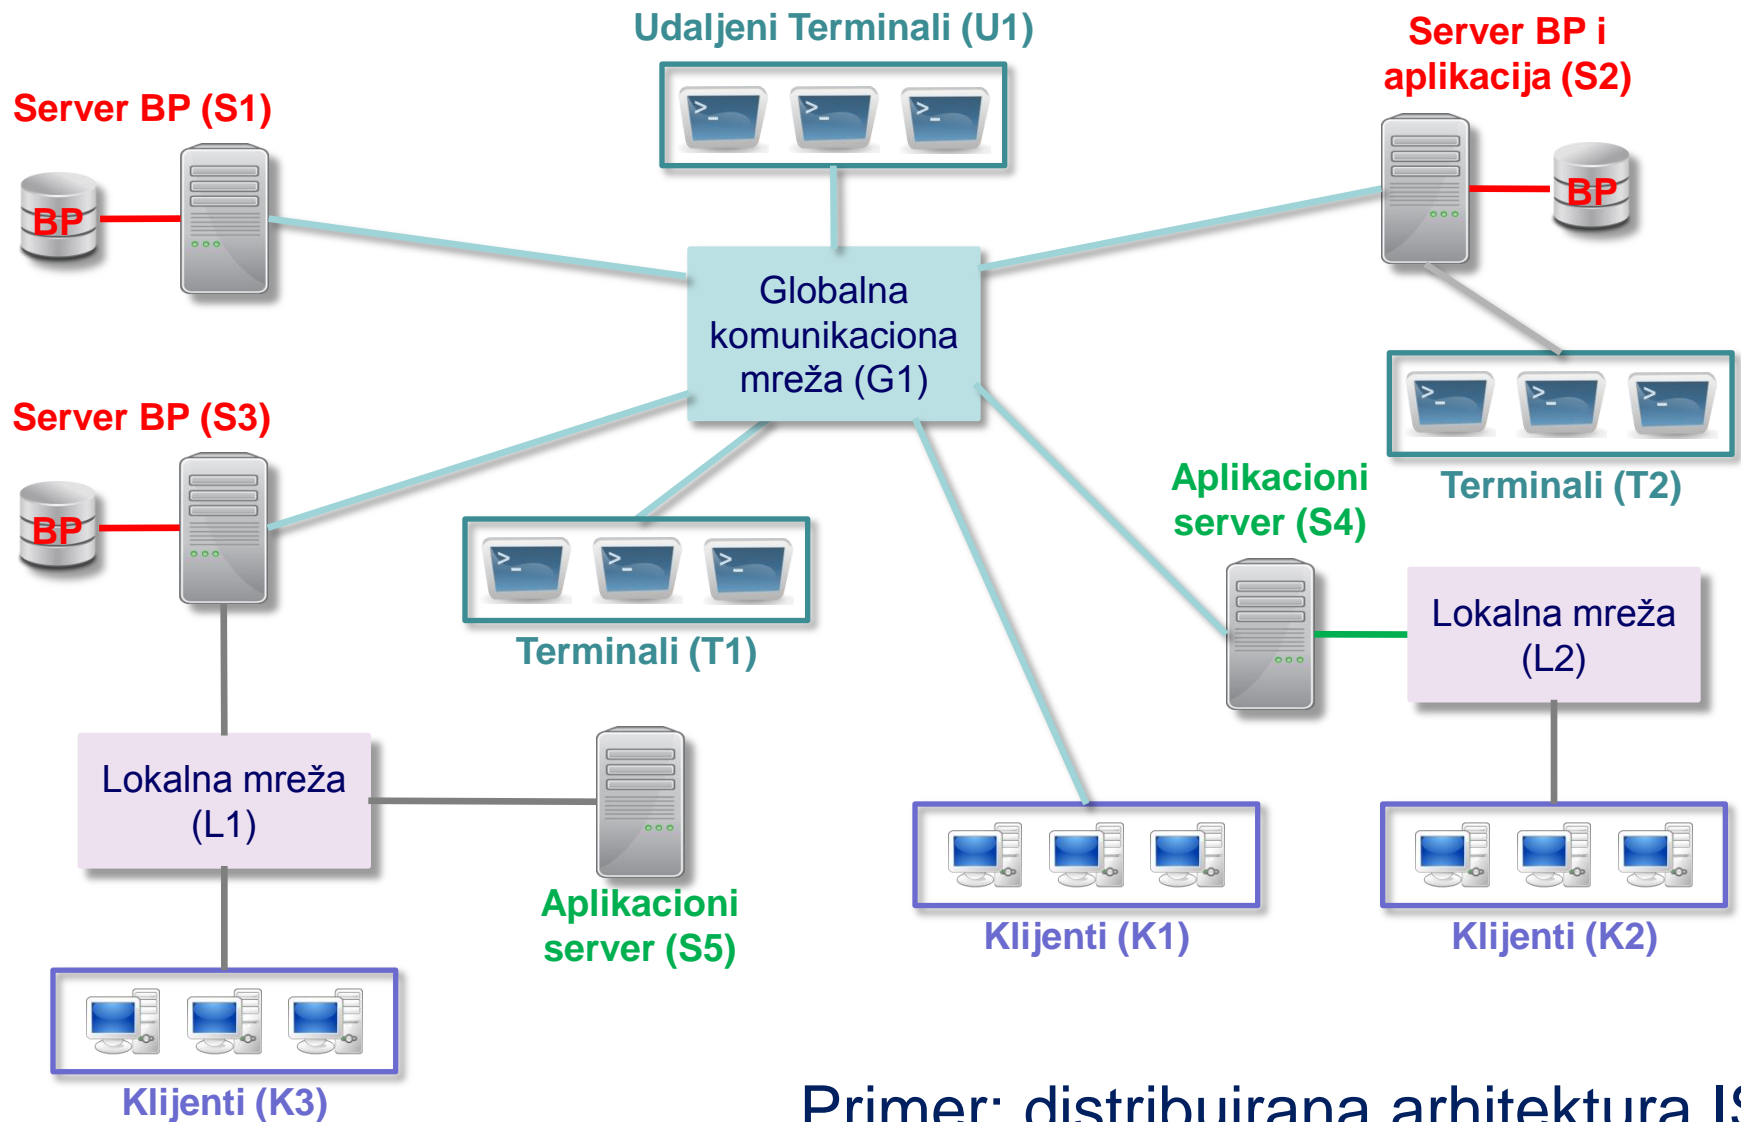 Udaljeni Terminali (U1)
Server BP i
aplikacija (S2)
Server BP (S1)
BP
BP
Globalna
komunikaciona
mreža (G1)
Server BP (S3)
BP
Terminali (T1)
Terminali (T2)
Aplikacioni
server (S4)
Lokalna mreža
(L2)
Lokalna mreža
(L1)
Aplikacioni
server (S5)
Klijenti (K1)
Klijenti (K2)
Klijenti (K3)
Primer: distribuirana arhitektura IS